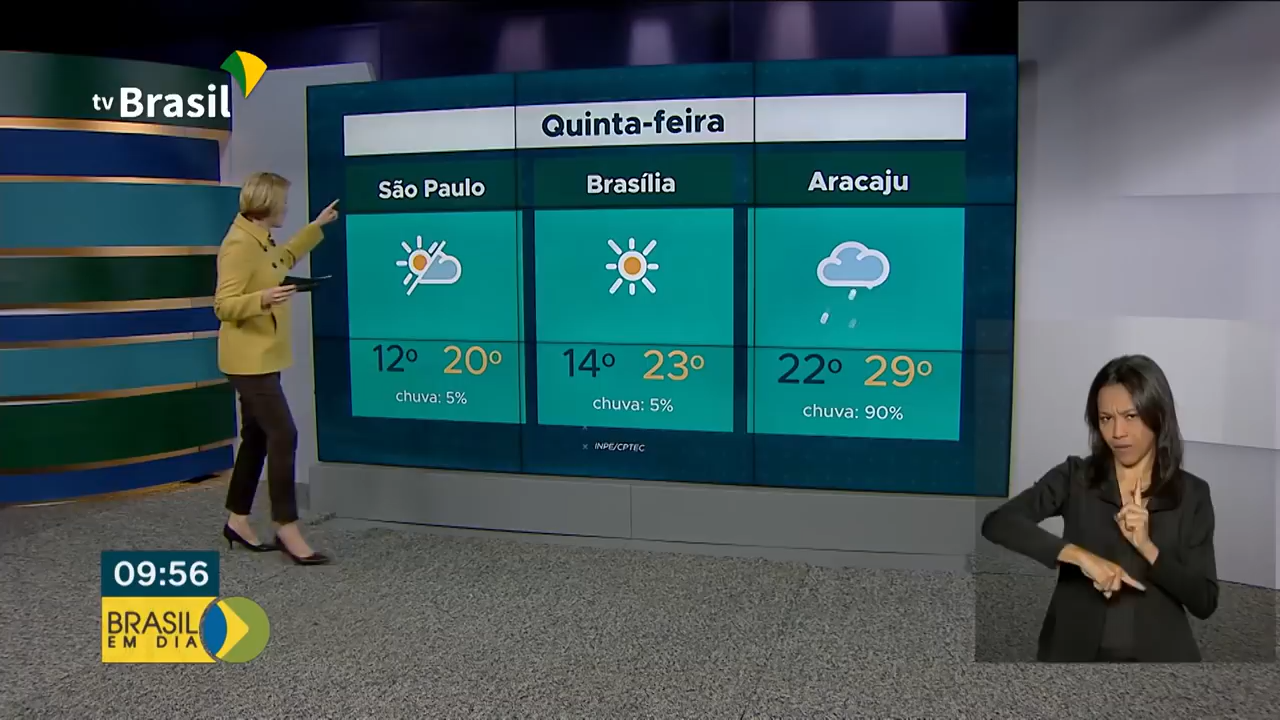 tv Brasil
Quinta-feira
São Paulo
Brasília
Aracaju
12º 20º
14º 23º
22º 29º
chuva: 5%
chuva: 5%
chuva: 90%
INPE/CPTEC
09:56
BRASIL
EM DIA